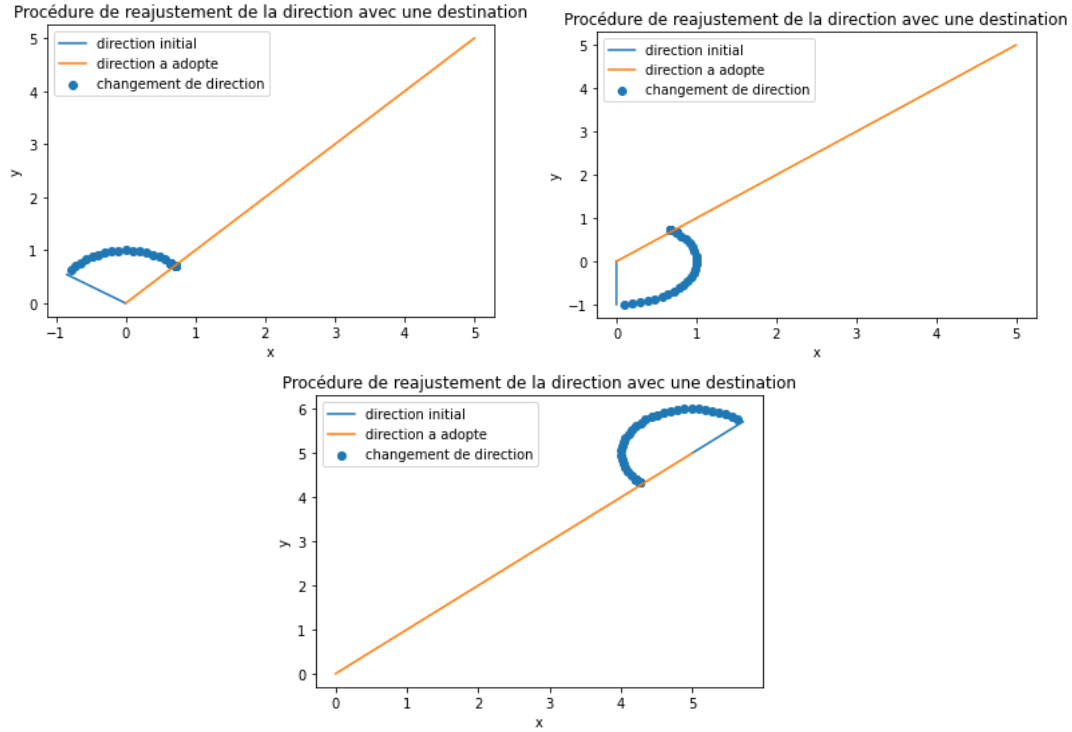 Procédure de reajustement de la direction avec une destination
direction initial
direction a adopte
changement de direction
5
4
3
2
1
0
y
−1
0
1
2
3
4
5
x
Procédure de reajustement de la direction avec une destination
direction initial
direction a adopte
changement de direction
5
4
3
2
1
0
−1
y
0
1
2
3
4
5
x
Procédure de reajustement de la direction avec une destination
direction initial
direction a adopte
changement de direction
6
5
4
3
2
1
0
y
0
1
2
3
4
5
x